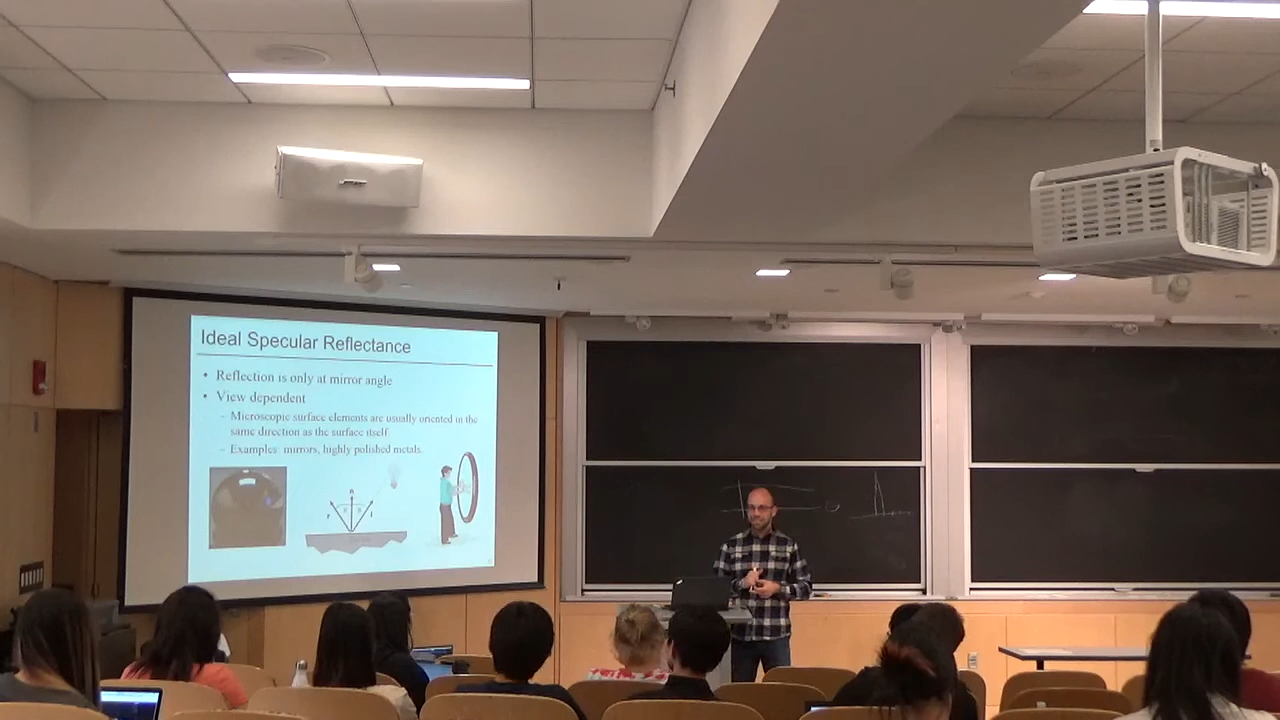 Ideal Specular Reflectance
• Reflection is only at mirror angle
• View dependent
– Microscopic surface elements are usually oriented in the
same direction as the surface itself
– Examples mirrors, highly polished metals.